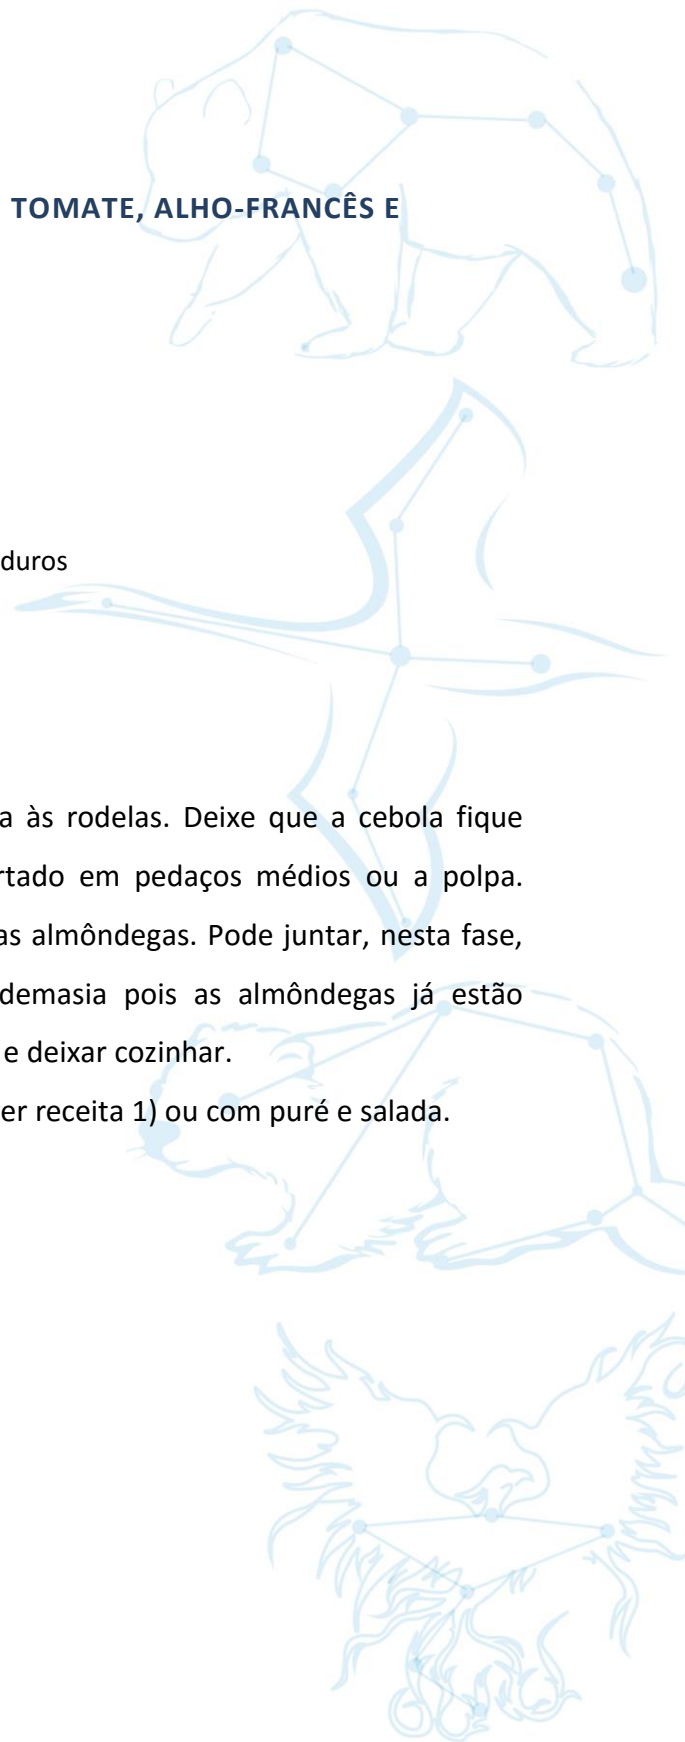 TOMATE, ALHO-FRANCÊS E
duros
a às rodelas. Deixe que a cebola fique
rtado em pedaços médios ou a polpa.
as almôndegas. Pode juntar, nesta fase,
demasia pois as almôndegas já estão
e deixar cozinhar.
er receita 1) ou com puré e salada.